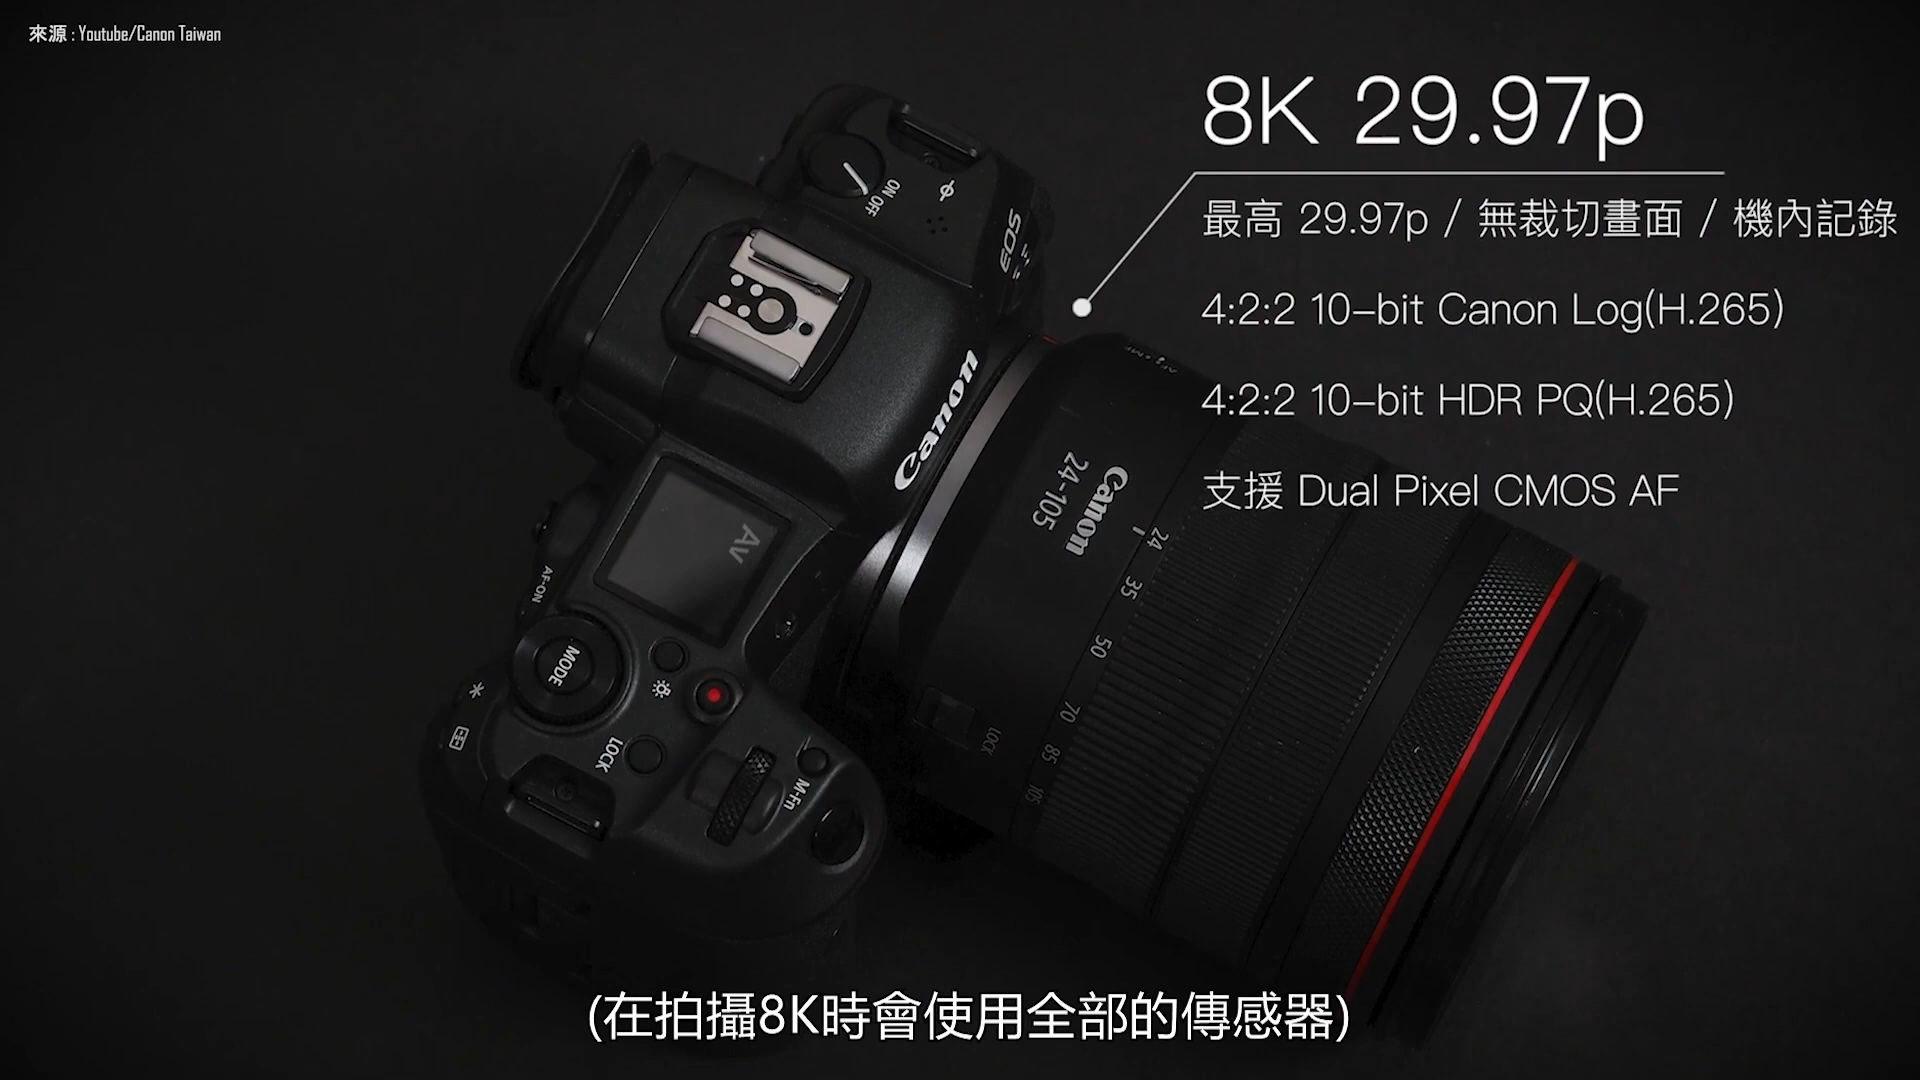 來源 : Youtube/Canon Taiwan
8K 29.97p
最高 29.97p / 無裁切畫面 / 機內記錄
4:2:2 10-bit Canon Log(H.265)
4:2:2 10-bit HDR PQ(H.265)
支援 Dual Pixel CMOS AF
ON OFF
EOS
Canon
Canon
24-105
24
35
50
70
85
105
LOCK
Av
AF-ON
MODE
LOCK
M-Fn
(在拍攝8K時會使用全部的傳感器)